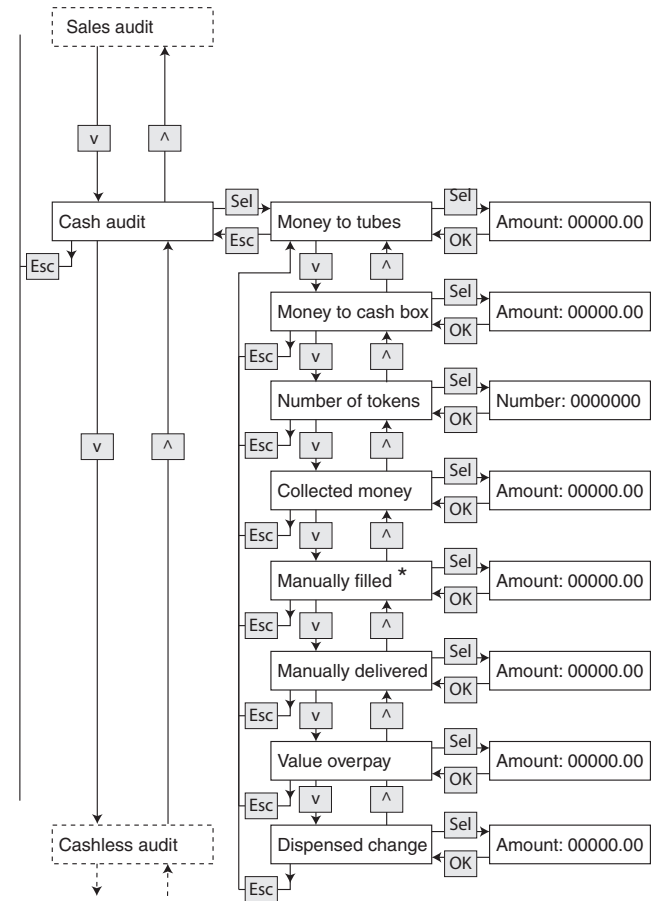 Sales audit
v ^
Cash audit Sel Money to tubes Sel Amount: 00000.00
Esc OK
Esc v ^
Money to cash box Sel Amount: 00000.00
OK
Esc v ^
Number of tokens Sel Number: 0000000
OK
v ^ Esc v ^
Collected money Sel Amount: 00000.00
OK
Esc v ^
Manually filled * Sel Amount: 00000.00
OK
Esc v ^
Manually delivered Sel Amount: 00000.00
OK
Esc v ^
Value overpay Sel Amount: 00000.00
OK
Esc v ^
Cashless audit Dispensed change Sel Amount: 00000.00
OK
Esc